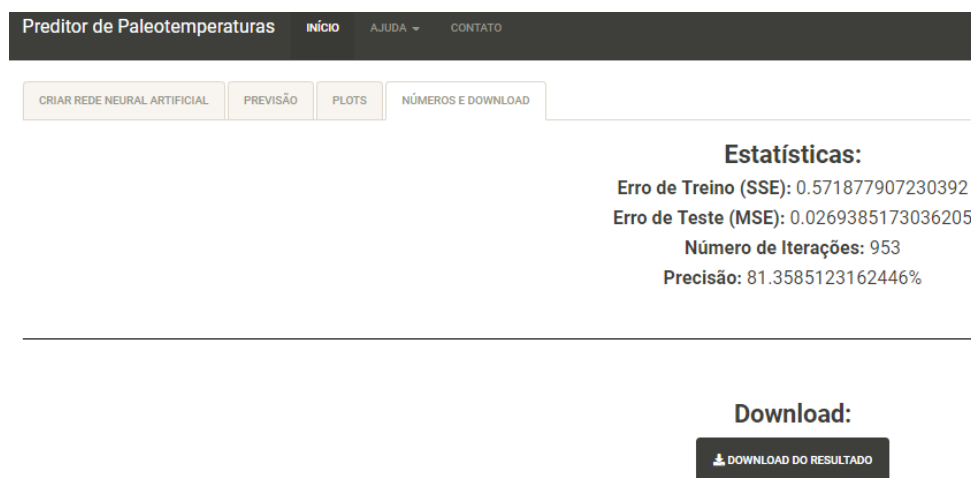 Preditor de Paleotemperaturas INÍCIO AJUDA CONTATO
CRIAR REDE NEURAL ARTIFICIAL PREVISÃO PLOTS NÚMEROS E DOWNLOAD
Estatísticas:
Erro de Treino (SSE): 0.571877907230392
Erro de Teste (MSE): 0.0269385173036205
Número de Iterações: 953
Precisão: 81.3585123162446%
Download:
DOWNLOAD DO RESULTADO